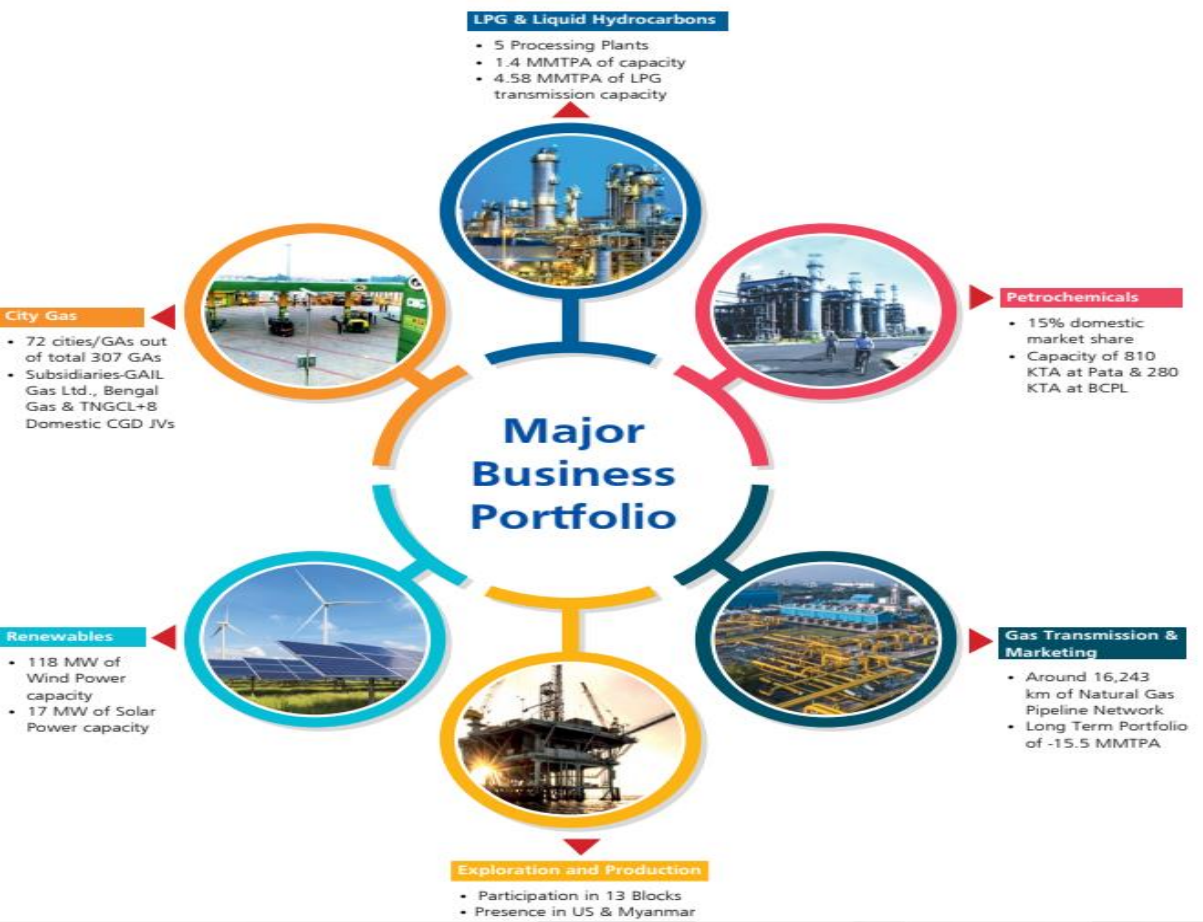 LPG & Liquid Hydrocarbons
• 5 Processing Plants
• 1.4 MMTPA of capacity
• 4.58 MMTPA of LPG
transmission capacity
Petrochemicals
• 15% domestic
market share
• Capacity of 810
KTA at Pata & 280
KTA at BCPL
City Gas
• 72 cities/GAs out
of total 307 GAs
• Subsidiaries-GAIL
Gas Ltd., Bengal
Gas & TNGCL+8
Domestic CGD JVs
Major
Business
Portfolio
Renewables
• 118 MW of
Wind Power
capacity
• 17 MW of Solar
Power capacity
Gas Transmission &
Marketing
• Around 16,243
km of Natural Gas
Pipeline Network
• Long Term Portfolio
of -15.5 MMTPA
Exploration and Production
• Participation in 13 Blocks
• Presence in US & Myanmar